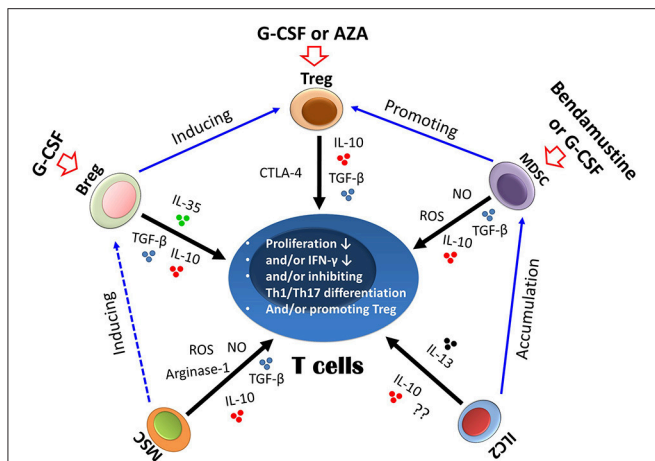 G-CSF or AZA
Treg
Inducing
Promoting
Bendamustine
or G-CSF
G-CSF
Breg
MDSC
CTLA-4
IL-10
TGF-β
IL-35
TGF-β
IL-10
NO
ROS
TGF-β
IL-10
• Proliferation ↓
• and/or IFN-γ ↓
• and/or inhibiting
Th1/Th17 differentiation
• And/or promoting Treg
T cells
Inducing
ROS NO
Arginase-1
TGF-β
IL-10
MSC
IL-13
IL-10
??
Accumulation
ILC2